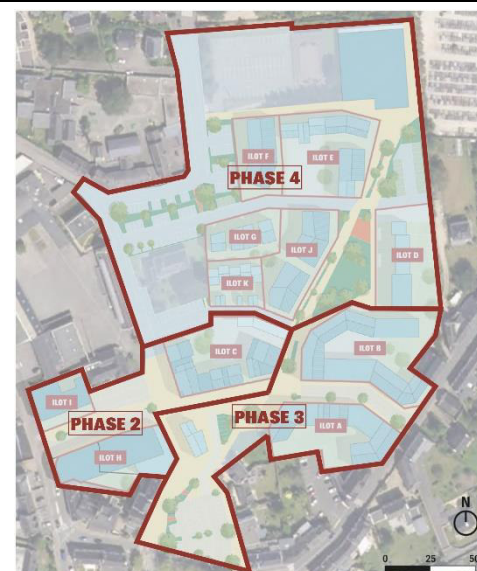 ILOT F
ILOT E
PHASE 4
ILOT G
ILOT J
ILOT D
ILOT K
ILOT C
ILOT B
ILOT I
PHASE 2
PHASE 3
ILOT A
ILOT H
N
0 25 50